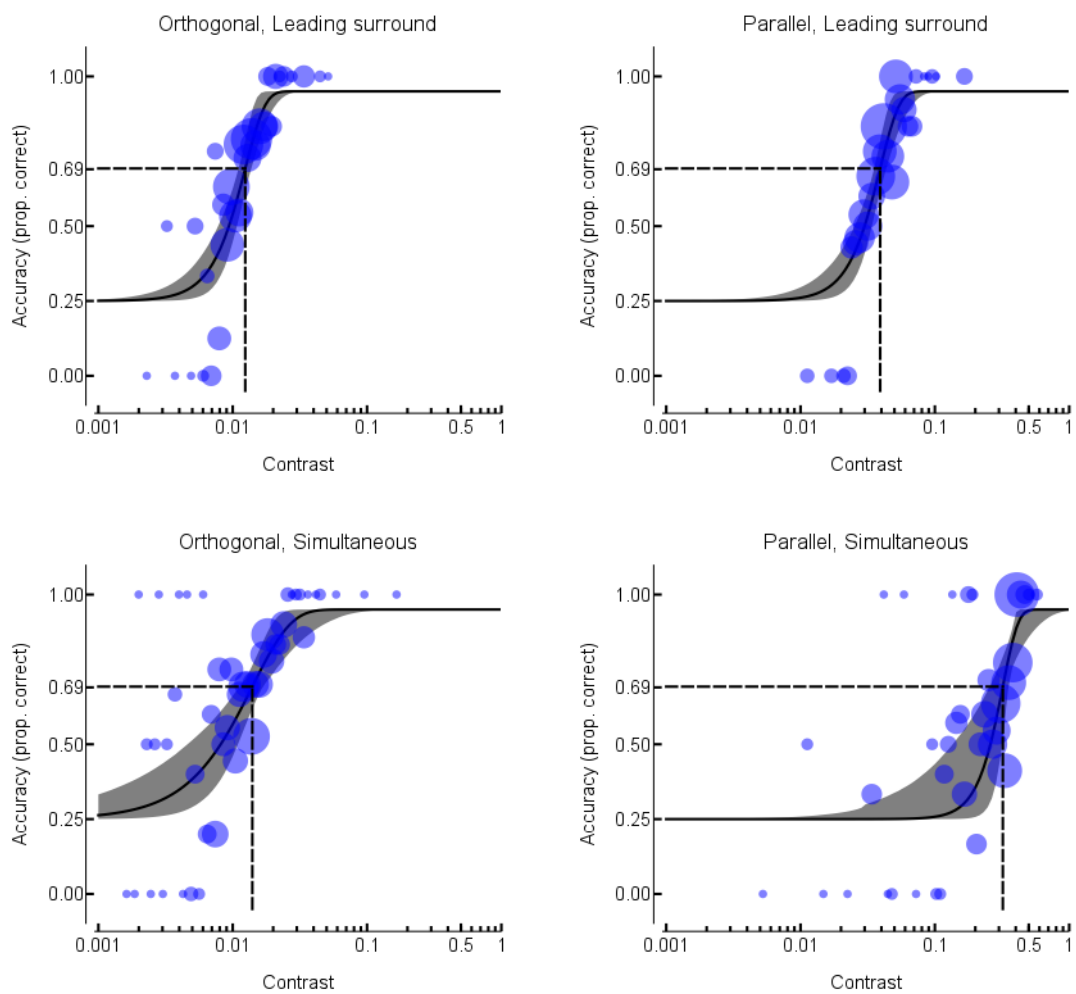 Orthogonal, Leading surround
Accuracy (prop. correct)
1.00
0.69
0.50
0.25
0.00
0.001 0.01 0.1 0.5 1
Contrast
Parallel, Leading surround
Accuracy (prop. correct)
1.00
0.69
0.50
0.25
0.00
0.001 0.01 0.1 0.5 1
Contrast
Orthogonal, Simultaneous
Accuracy (prop. correct)
1.00
0.69
0.50
0.25
0.00
0.001 0.01 0.1 0.5 1
Contrast
Parallel, Simultaneous
Accuracy (prop. correct)
1.00
0.69
0.50
0.25
0.00
0.001 0.01 0.1 0.5 1
Contrast